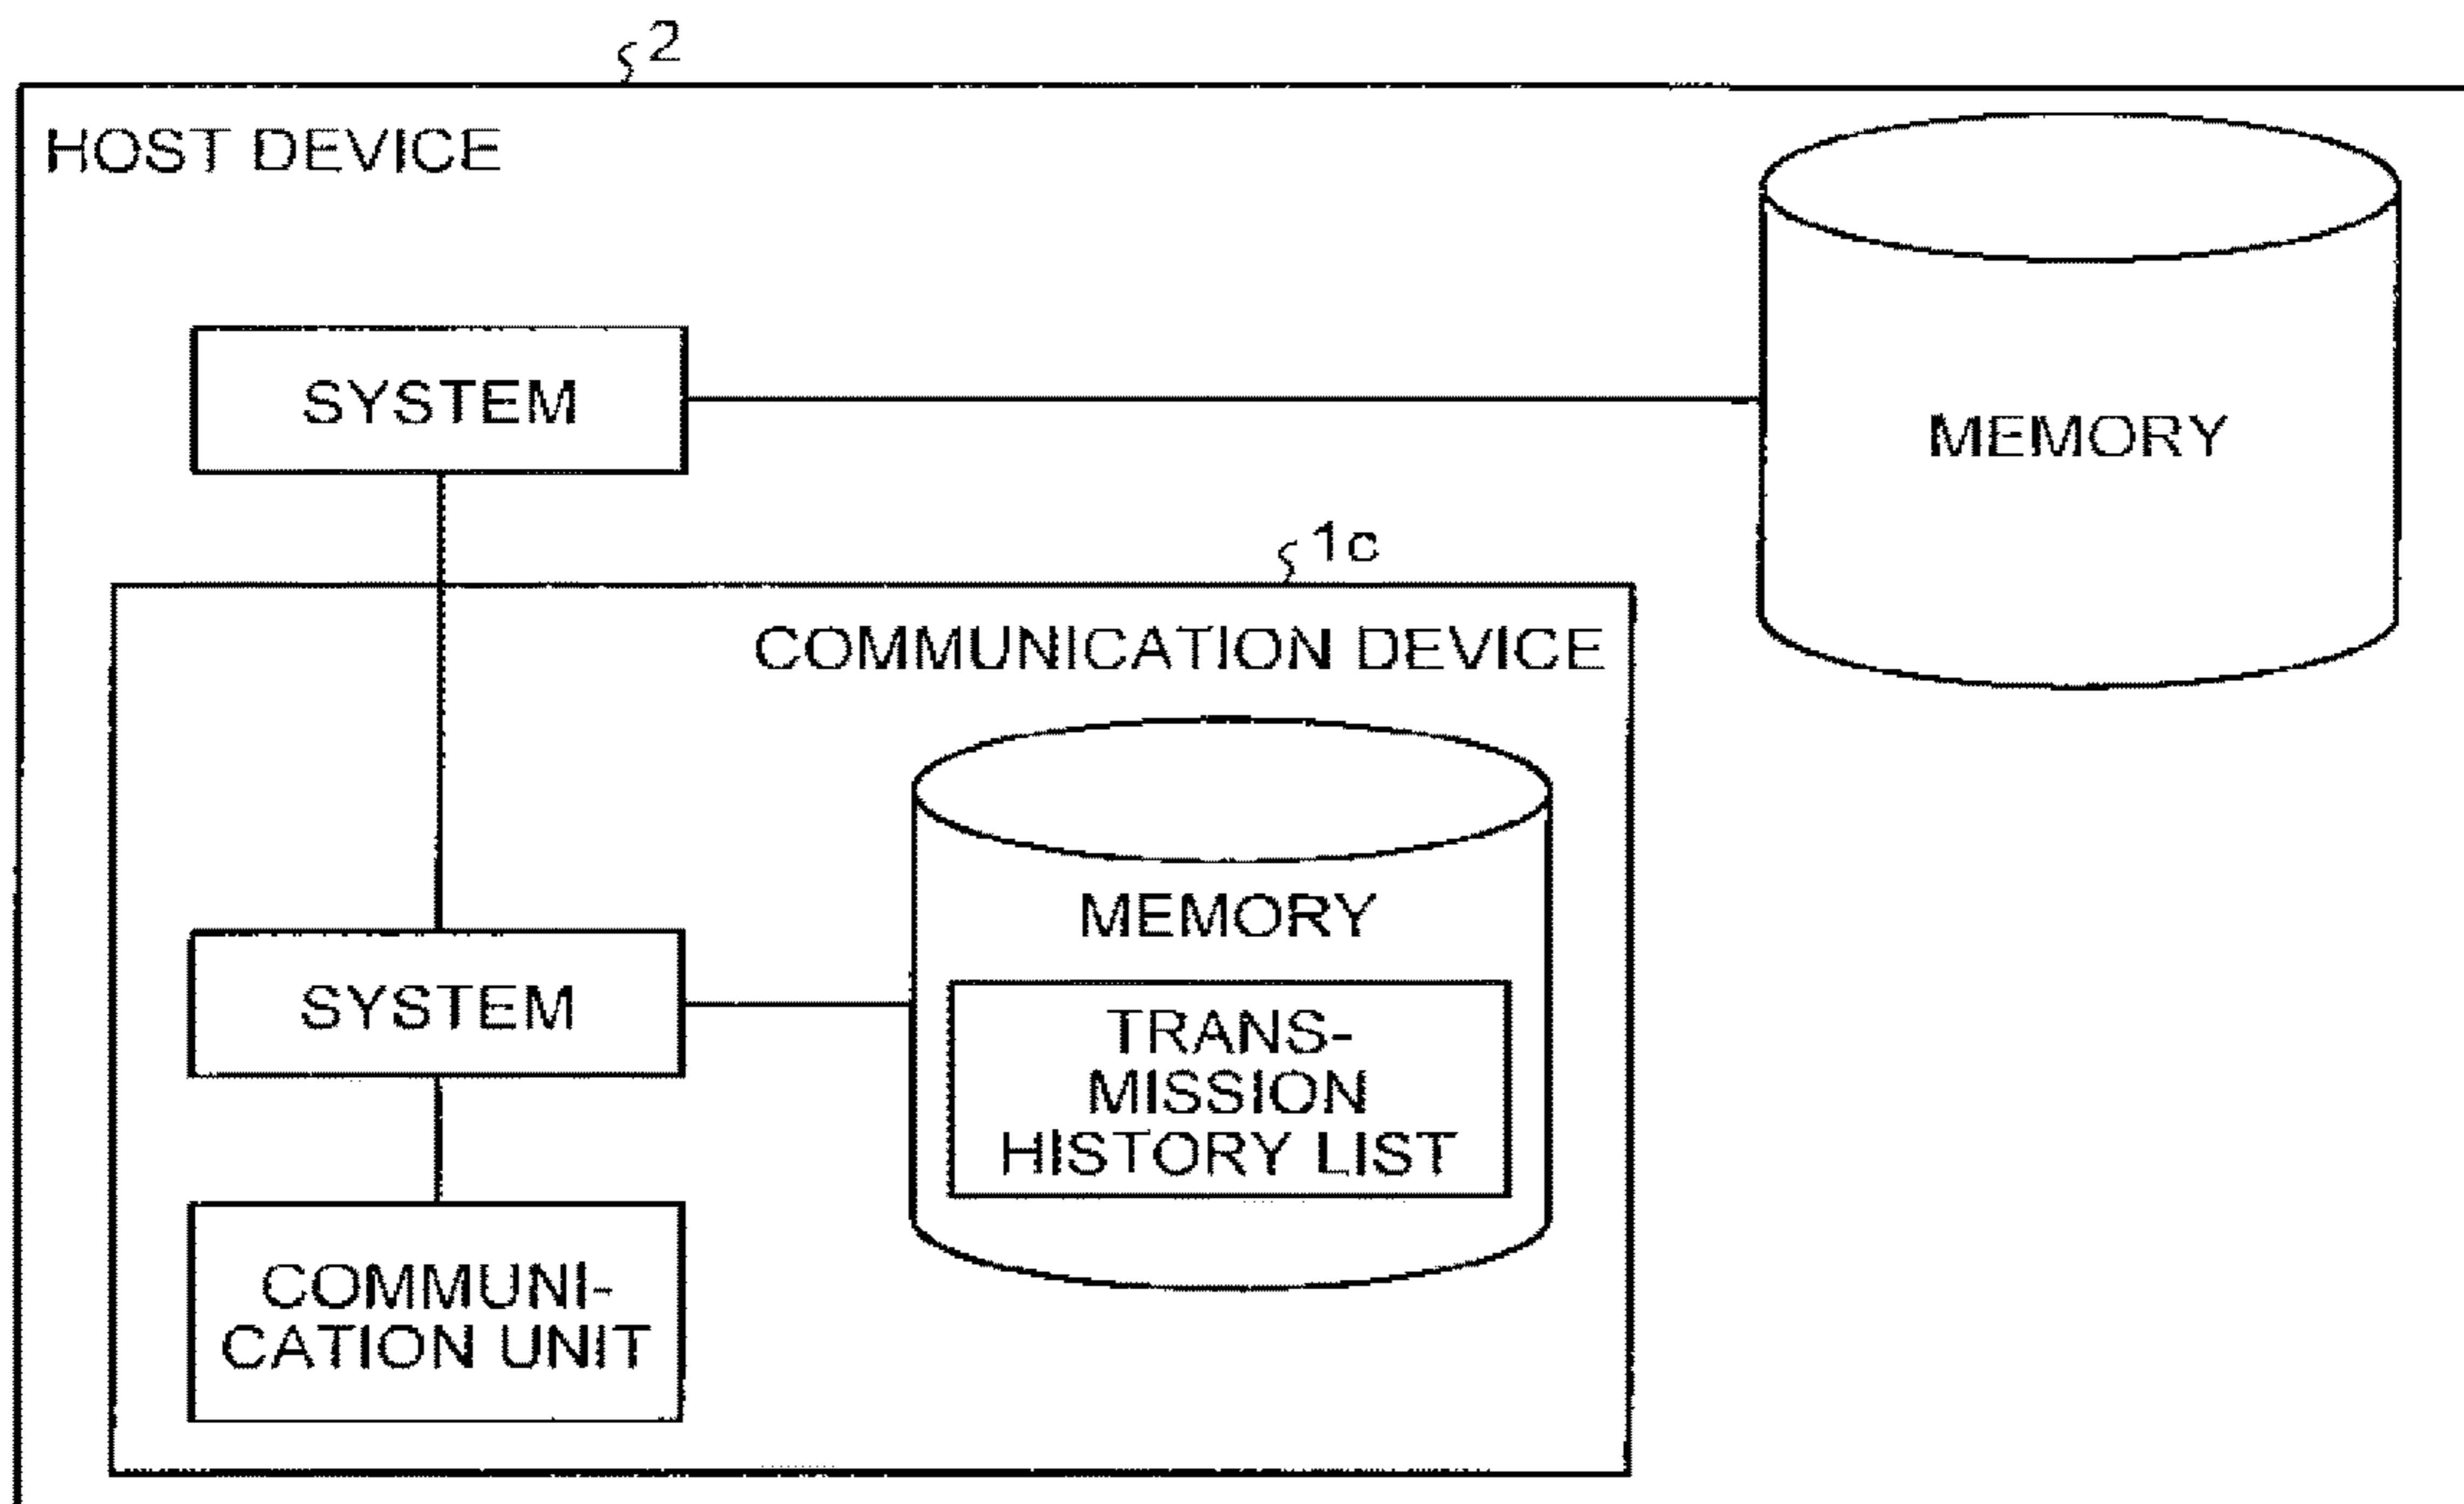 2
HOST DEVICE
SYSTEM
MEMORY
1c
COMMUNICATION DEVICE
MEMORY
SYSTEM
TRANS-
MISSION
HISTORY LIST
COMMUNI-
CATION UNIT